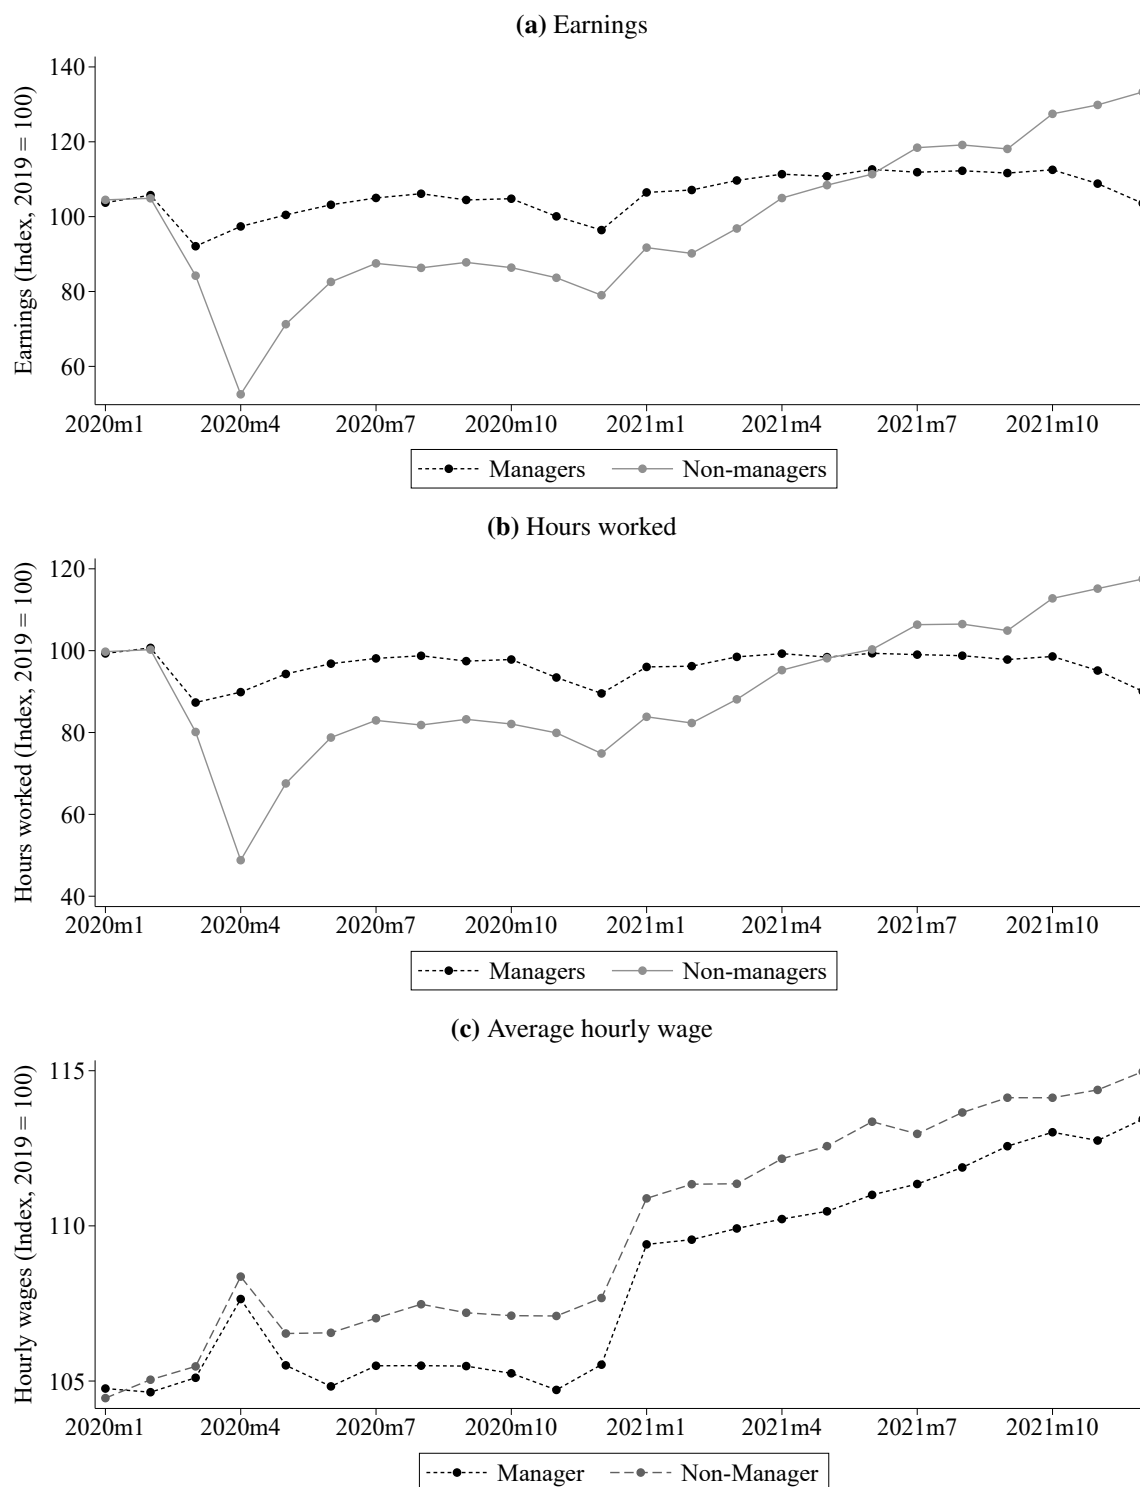 (a) Earnings
Earnings (Index, 2019 = 100)
140
120
100
80
60
2020m1 2020m4 2020m7 2020m10 2021m1 2021m4 2021m7 2021m10
Managers Non-managers
(b) Hours worked
Hours worked (Index, 2019 = 100)
120
100
80
60
40
2020m1 2020m4 2020m7 2020m10 2021m1 2021m4 2021m7 2021m10
Managers Non-managers
(c) Average hourly wage
Hourly wages (Index, 2019 = 100)
115
110
105
2020m1 2020m4 2020m7 2020m10 2021m1 2021m4 2021m7 2021m10
Manager Non-Manager